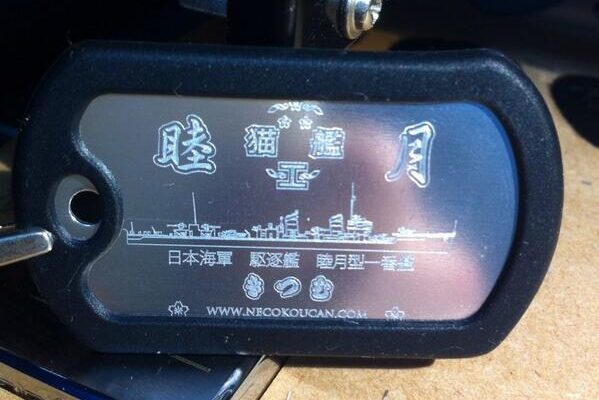 睦 猫艦 月
工
日本海軍 駆逐艦 睦月型一番艦
きつむ
WWW.NECOKOUCAN.COM